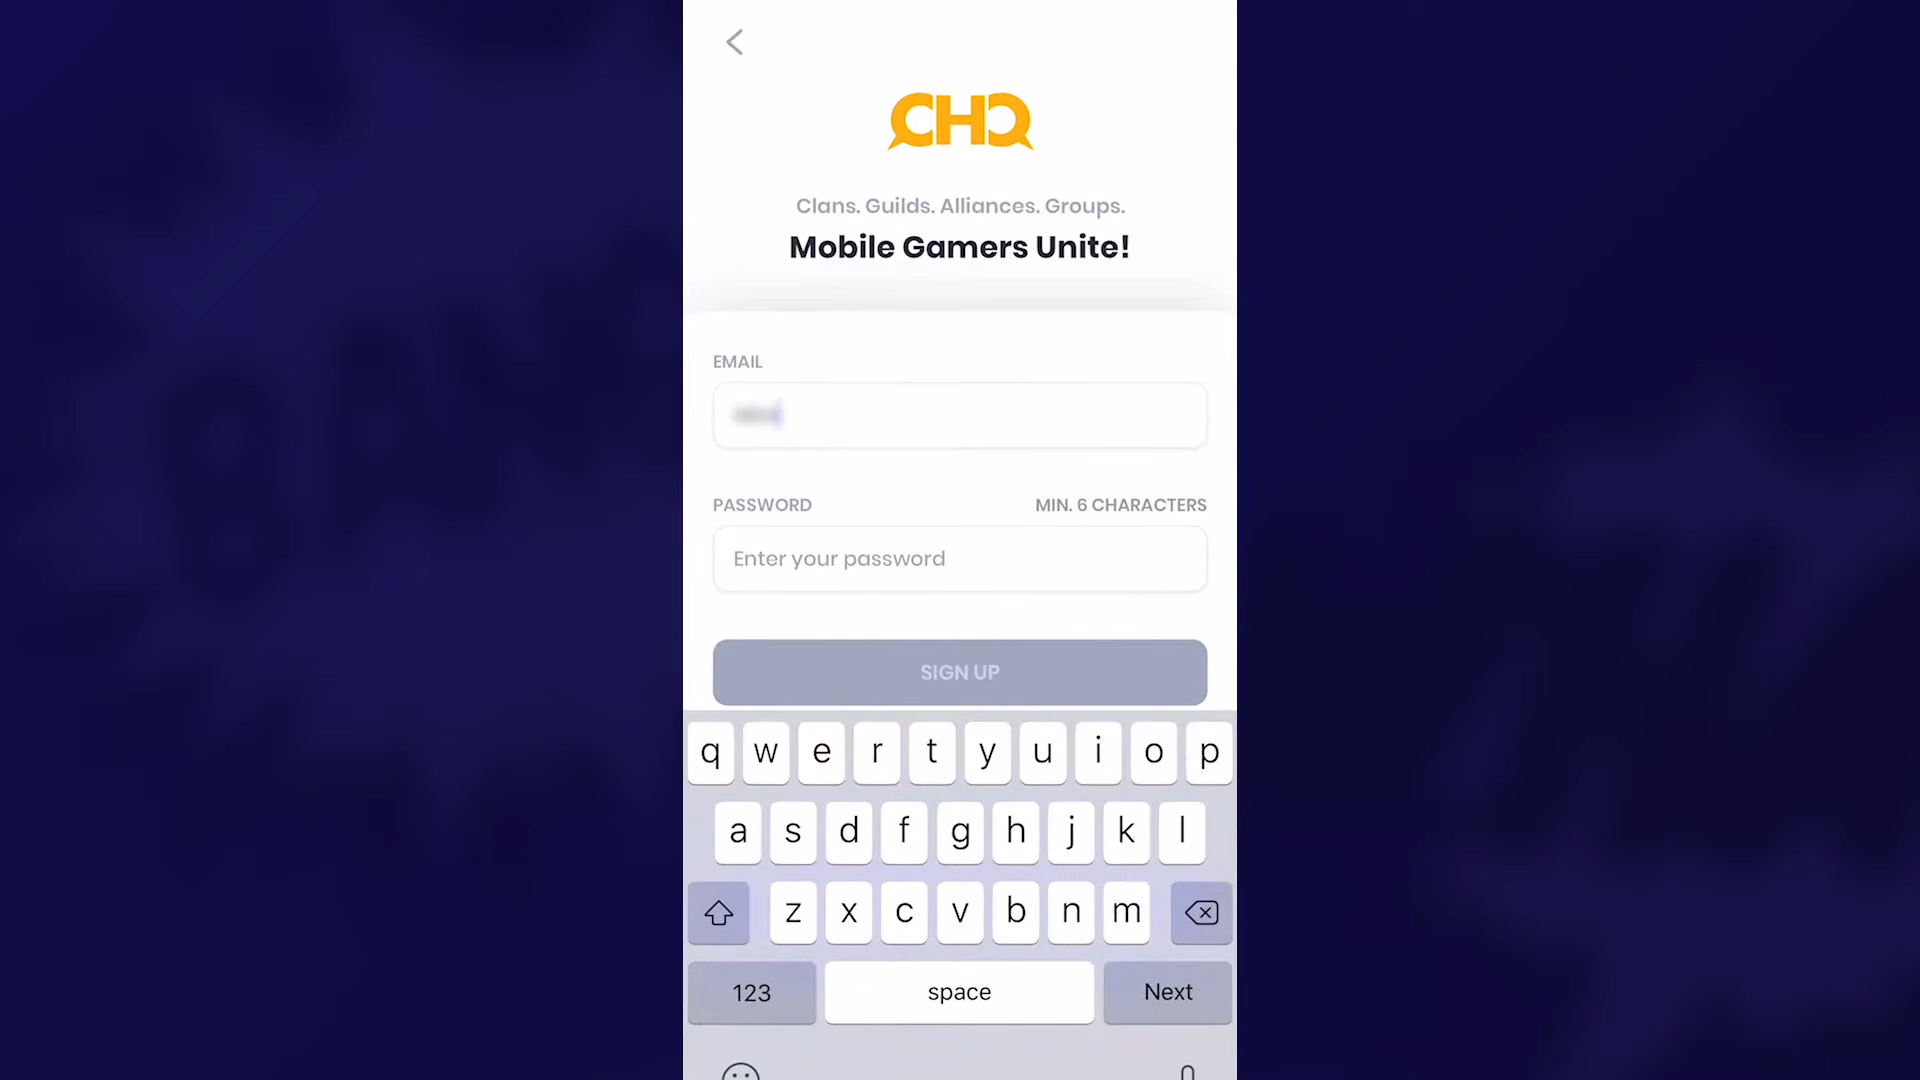 CHQ
Clans. Guilds. Alliances. Groups.
Mobile Gamers Unite!
EMAIL
PASSWORD MIN. 6 CHARACTERS
Enter your password
SIGN UP
q w e r t y u i o p
a s d f g h j k l
z x c v b n m
123 space Next